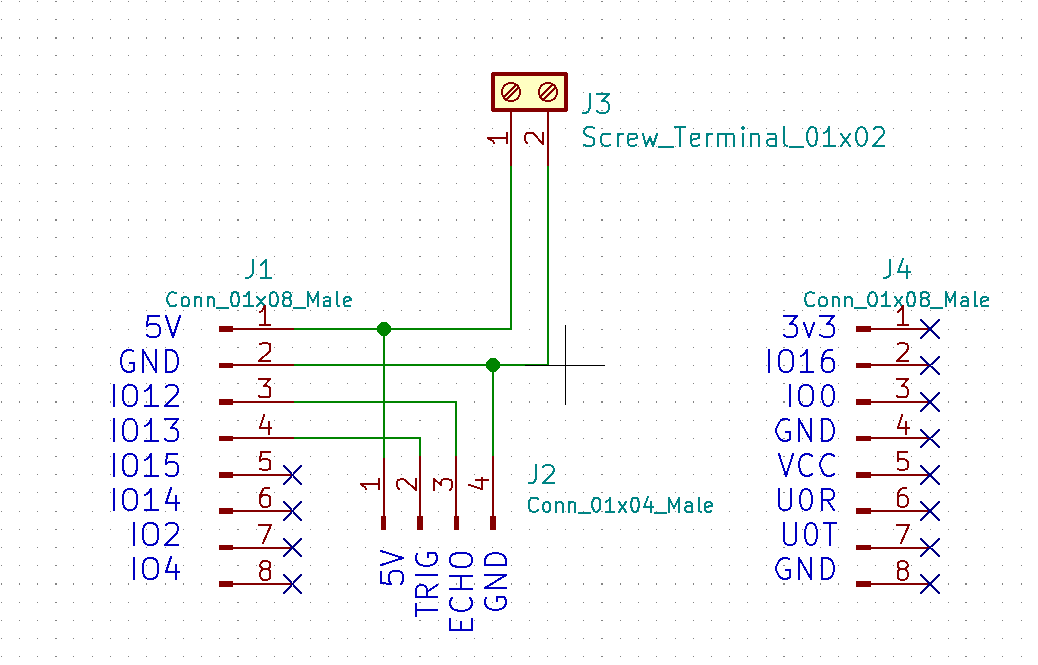 J3
1 2
Screw_Terminal_01x02
J1
Conn_01x08_Male
5V 1
GND 2
IO12 3
IO13 4
IO15 5
IO14 6
IO2 7
IO4 8
J2
Conn_01x04_Male
1 2 3 4
5V
TRIG
ECHO
GND
J4
Conn_01x08_Male
3v3 1
IO16 2
IO0 3
GND 4
VCC 5
U0R 6
U0T 7
GND 8